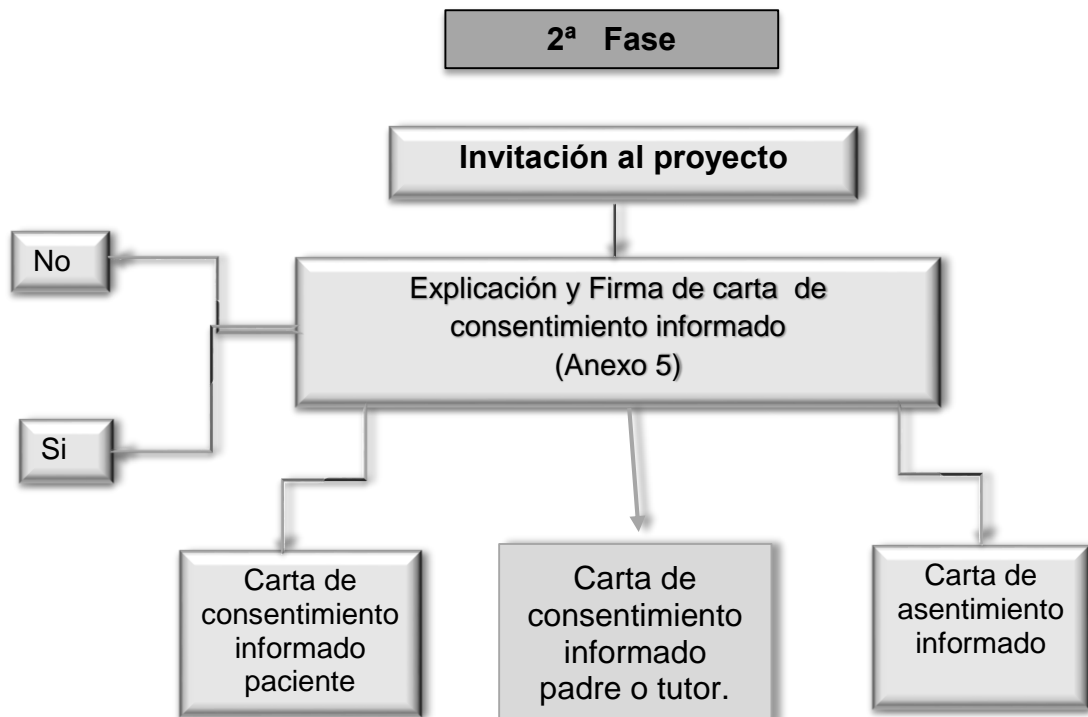 2ª Fase
Invitación al proyecto
No
Explicación y Firma de carta de
consentimiento informado
(Anexo 5)
Si
Carta de
consentimiento
informado
paciente
Carta de
consentimiento
informado
padre o tutor.
Carta de
asentimiento
informado